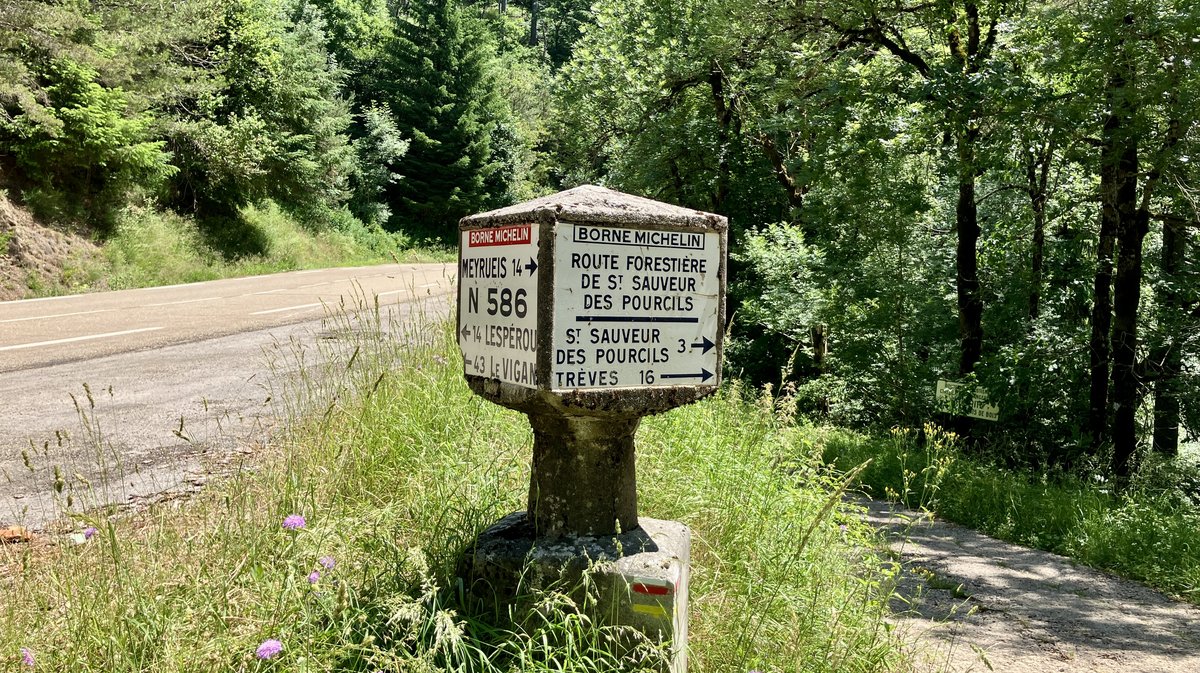 BORNE MICHELIN
MEYRUEIS 14
N 586
14 LESPÉROU
43 LE VIGAN
BORNE MICHELIN
ROUTE FORESTIÈRE
DE ST SAUVEUR
DES POURCILS
ST SAUVEUR
DES POURCILS 3
TRÈVES 16